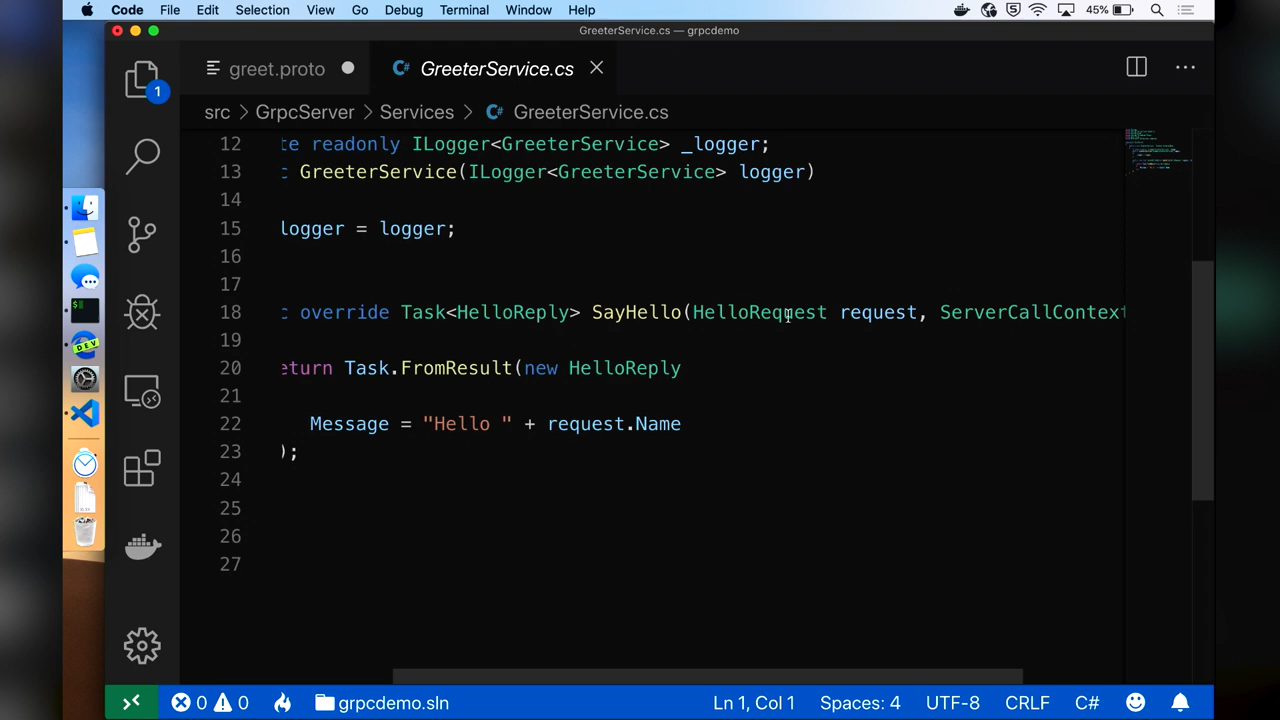 Code File Edit Selection View Go Debug Terminal Window Help 45%
GreeterService.cs — grpcdemo
greet.proto GreeterService.cs
1
src > GrpcServer > Services > GreeterService.cs
12 te readonly ILogger<GreeterService> _logger;
13 c GreeterService(ILogger<GreeterService> logger)
14
15 logger = logger;
16
17
18 c override Task<HelloReply> SayHello(HelloRequest request, ServerCallContext
19
20 eturn Task.FromResult(new HelloReply
21
22 Message = "Hello " + request.Name
23 );
24
25
26
27
DEV
0 0 grpcdemo.sln Ln 1, Col 1 Spaces: 4 UTF-8 CRLF C#